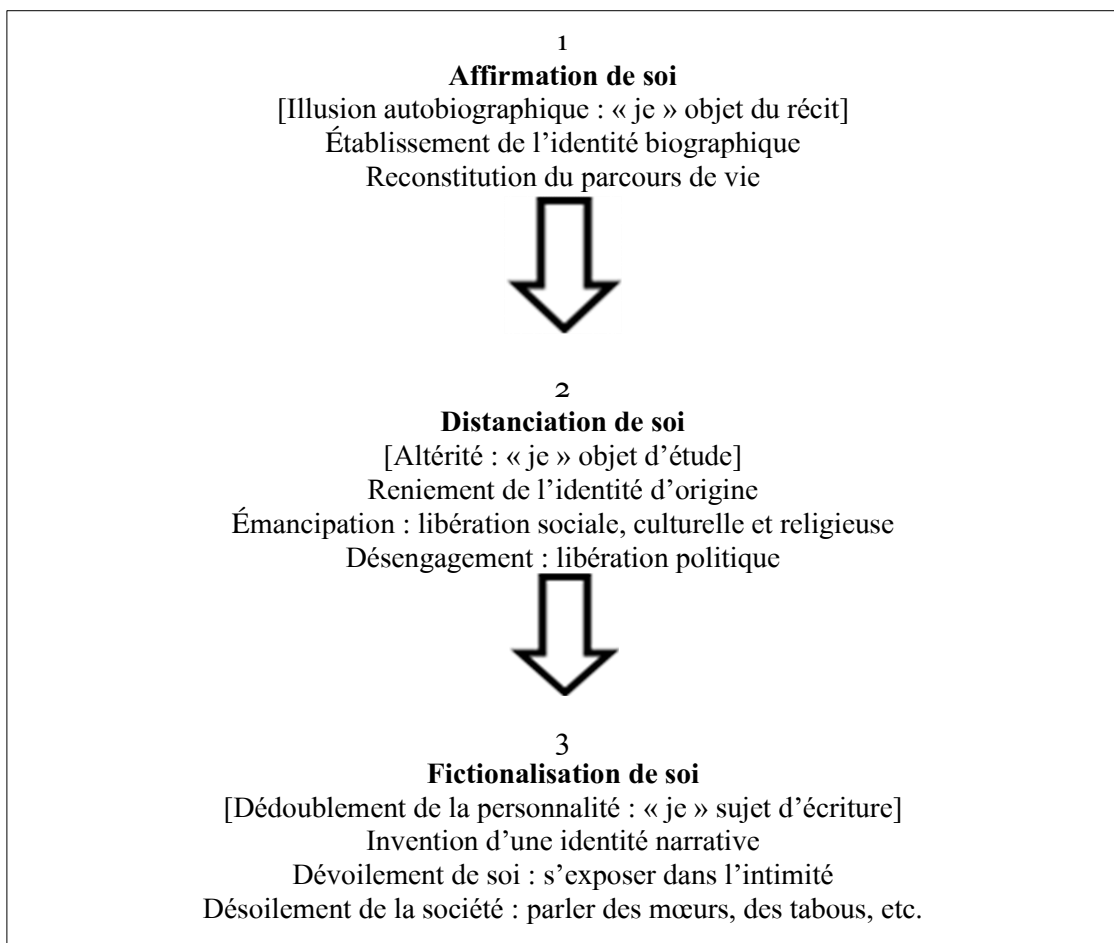 1
Affirmation de soi
[Illusion autobiographique : « je » objet du récit]
Établissement de l’identité biographique
Reconstitution du parcours de vie
2
Distanciation de soi
[Altérité : « je » objet d’étude]
Reniement de l’identité d’origine
Émancipation : libération sociale, culturelle et religieuse
Désengagement : libération politique
3
Fictionalisation de soi
[Dédoublement de la personnalité : « je » sujet d’écriture]
Invention d’une identité narrative
Dévoilement de soi : s’exposer dans l’intimité
Désoilement de la société : parler des mœurs, des tabous, etc.